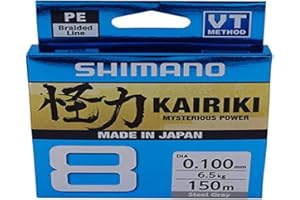 PE
Braided
Line
VT
METHOD
SHIMANO
怪力 KAIRIKI
MYSTERIOUS POWER
MADE IN JAPAN
8
DIA
0.100mm
6.5kg
150m
Steel Gray